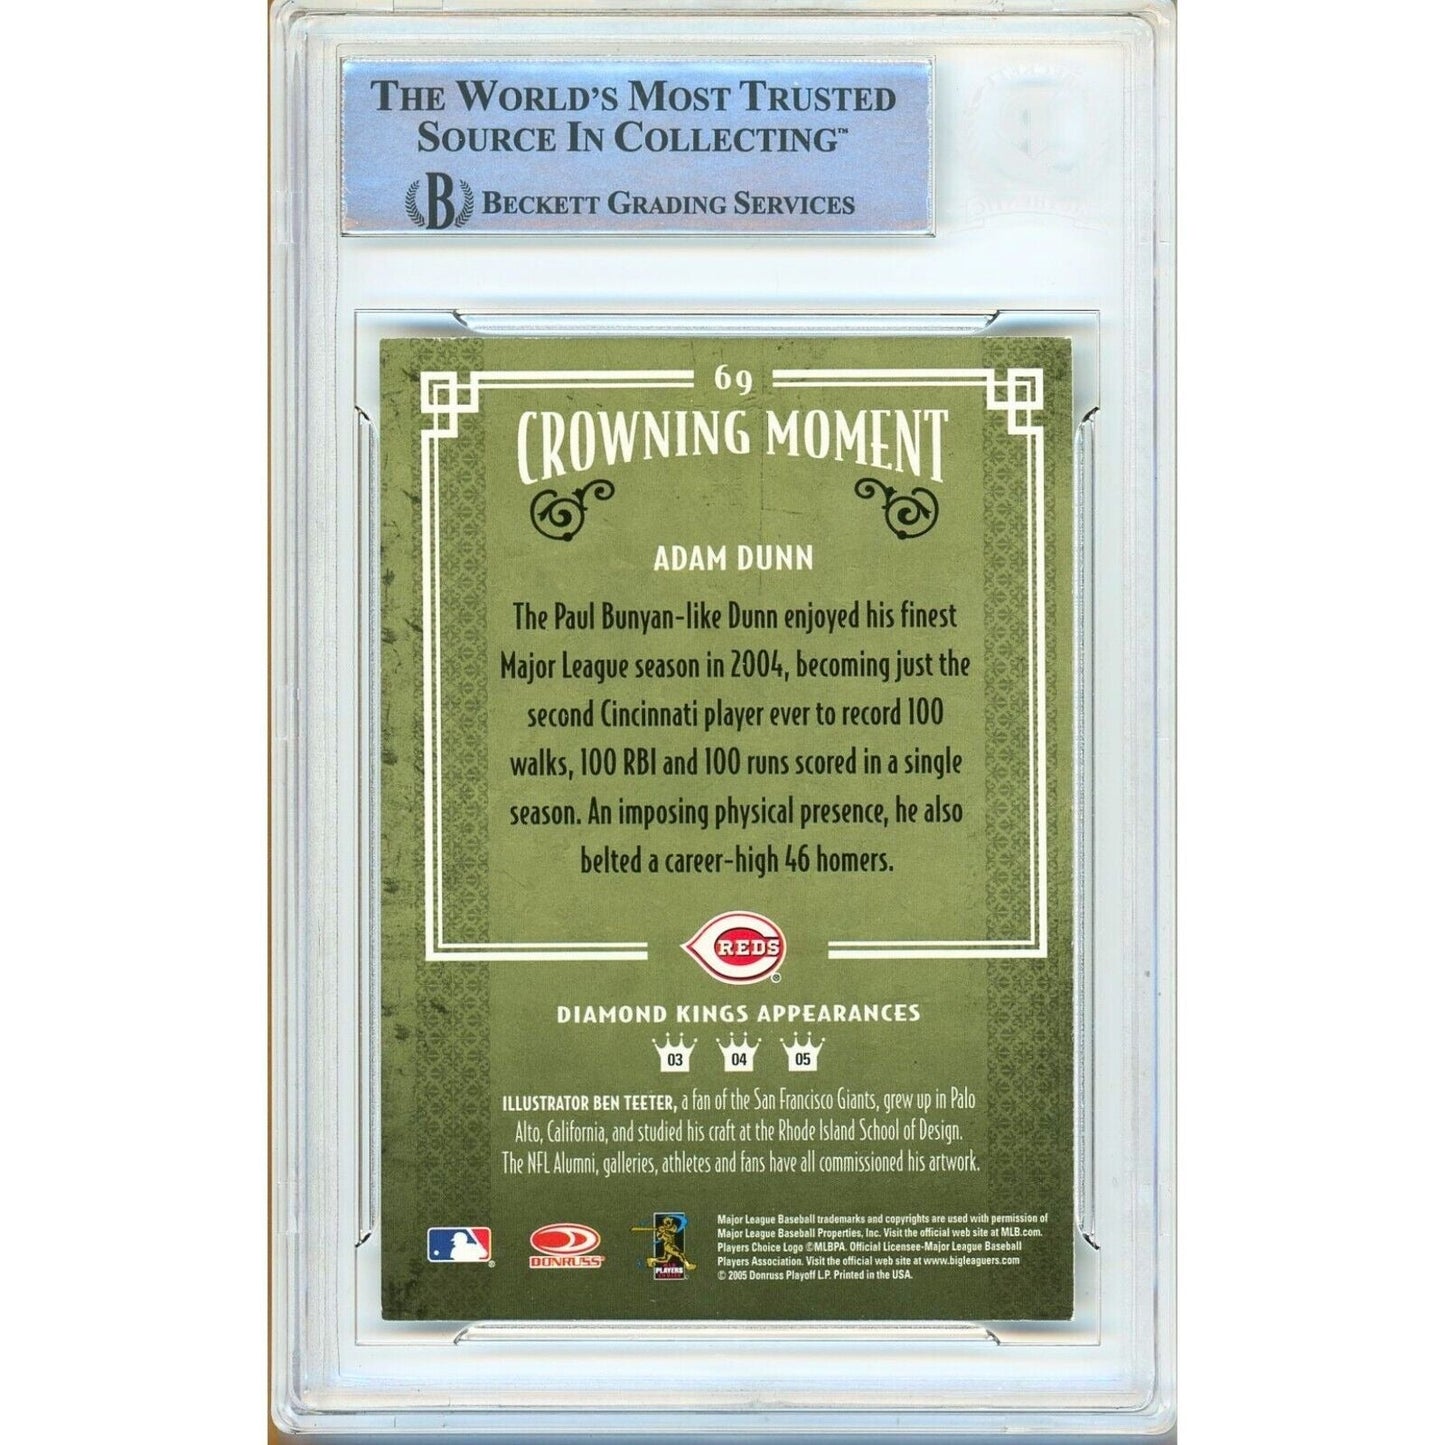 THE WORLD'S MOST TRUSTED
SOURCE IN COLLECTING™
B BECKETT GRADING SERVICES
69
CROWNING MOMENT
ADAM DUNN
The Paul Bunyan-like Dunn enjoyed his finest
Major League season in 2004, becoming just the
second Cincinnati player ever to record 100
walks, 100 RBI and 100 runs scored in a single
season. An imposing physical presence, he also
belted a career-high 46 homers.
REDS®
DIAMOND KINGS APPEARANCES
03 04 05
ILLUSTRATOR BEN TEETER, a fan of the San Francisco Giants, grew up in Palo
Alto, California, and studied his craft at the Rhode Island School of Design.
The NFL Alumni, galleries, athletes and fans have all commissioned his artwork.
DONRUSS
PLAYERS
Major League Baseball trademarks and copyrights are used with permission of
Major League Baseball Properties, Inc. Visit the official web site at MLB.com.
Players Choice Logo ©MLBPA. Official Licensee-Major League Baseball
Players Association. Visit the official web site at www.bigleaguers.com
© 2005 Donruss Playoff L.P. Printed in the USA.